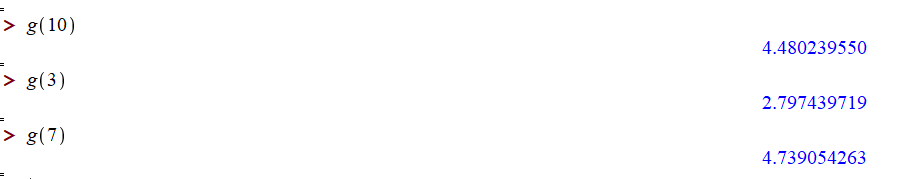 > g(10)
4.480239550
> g(3)
2.797439719
> g(7)
4.739054263